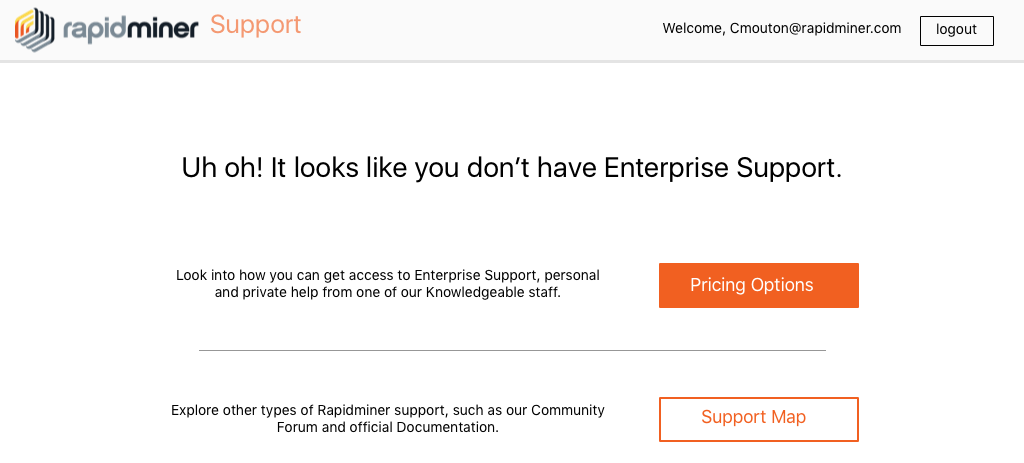 rapidminer Support
Welcome, Cmouton@rapidminer.com
logout
Uh oh! It looks like you don’t have Enterprise Support.
Look into how you can get access to Enterprise Support, personal
and private help from one of our Knowledgeable staff.
Pricing Options
Explore other types of Rapidminer support, such as our Community
Forum and official Documentation.
Support Map